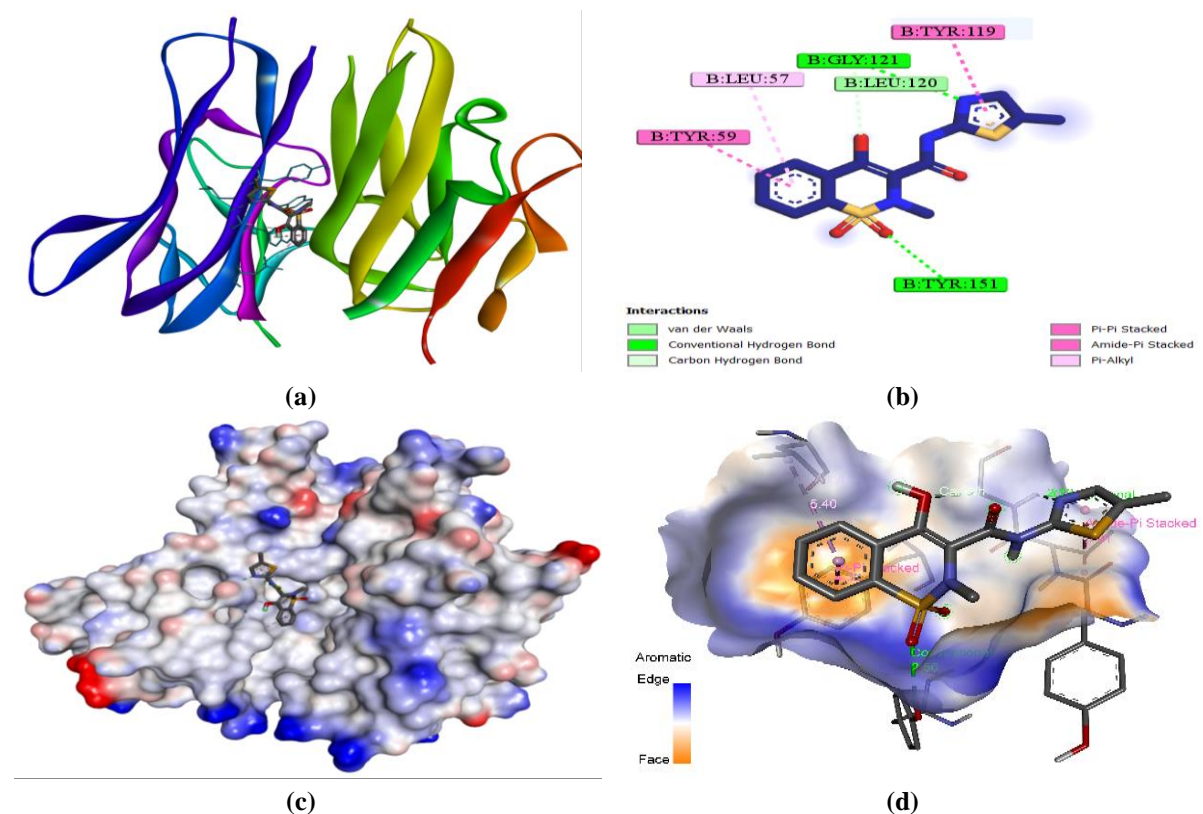 B:TYR:119
B:GLY:121
B:LEU:57
B:LEU:120
B:TYR:59
B:TYR:151
Interactions
van der Waals
Conventional Hydrogen Bond
Carbon Hydrogen Bond
Pi-Pi Stacked
Amide-Pi Stacked
Pi-Alkyl
(a)
(b)
5.40
Stacked
-Pi Stacked
Aromatic
Edge
Face
(c)
(d)